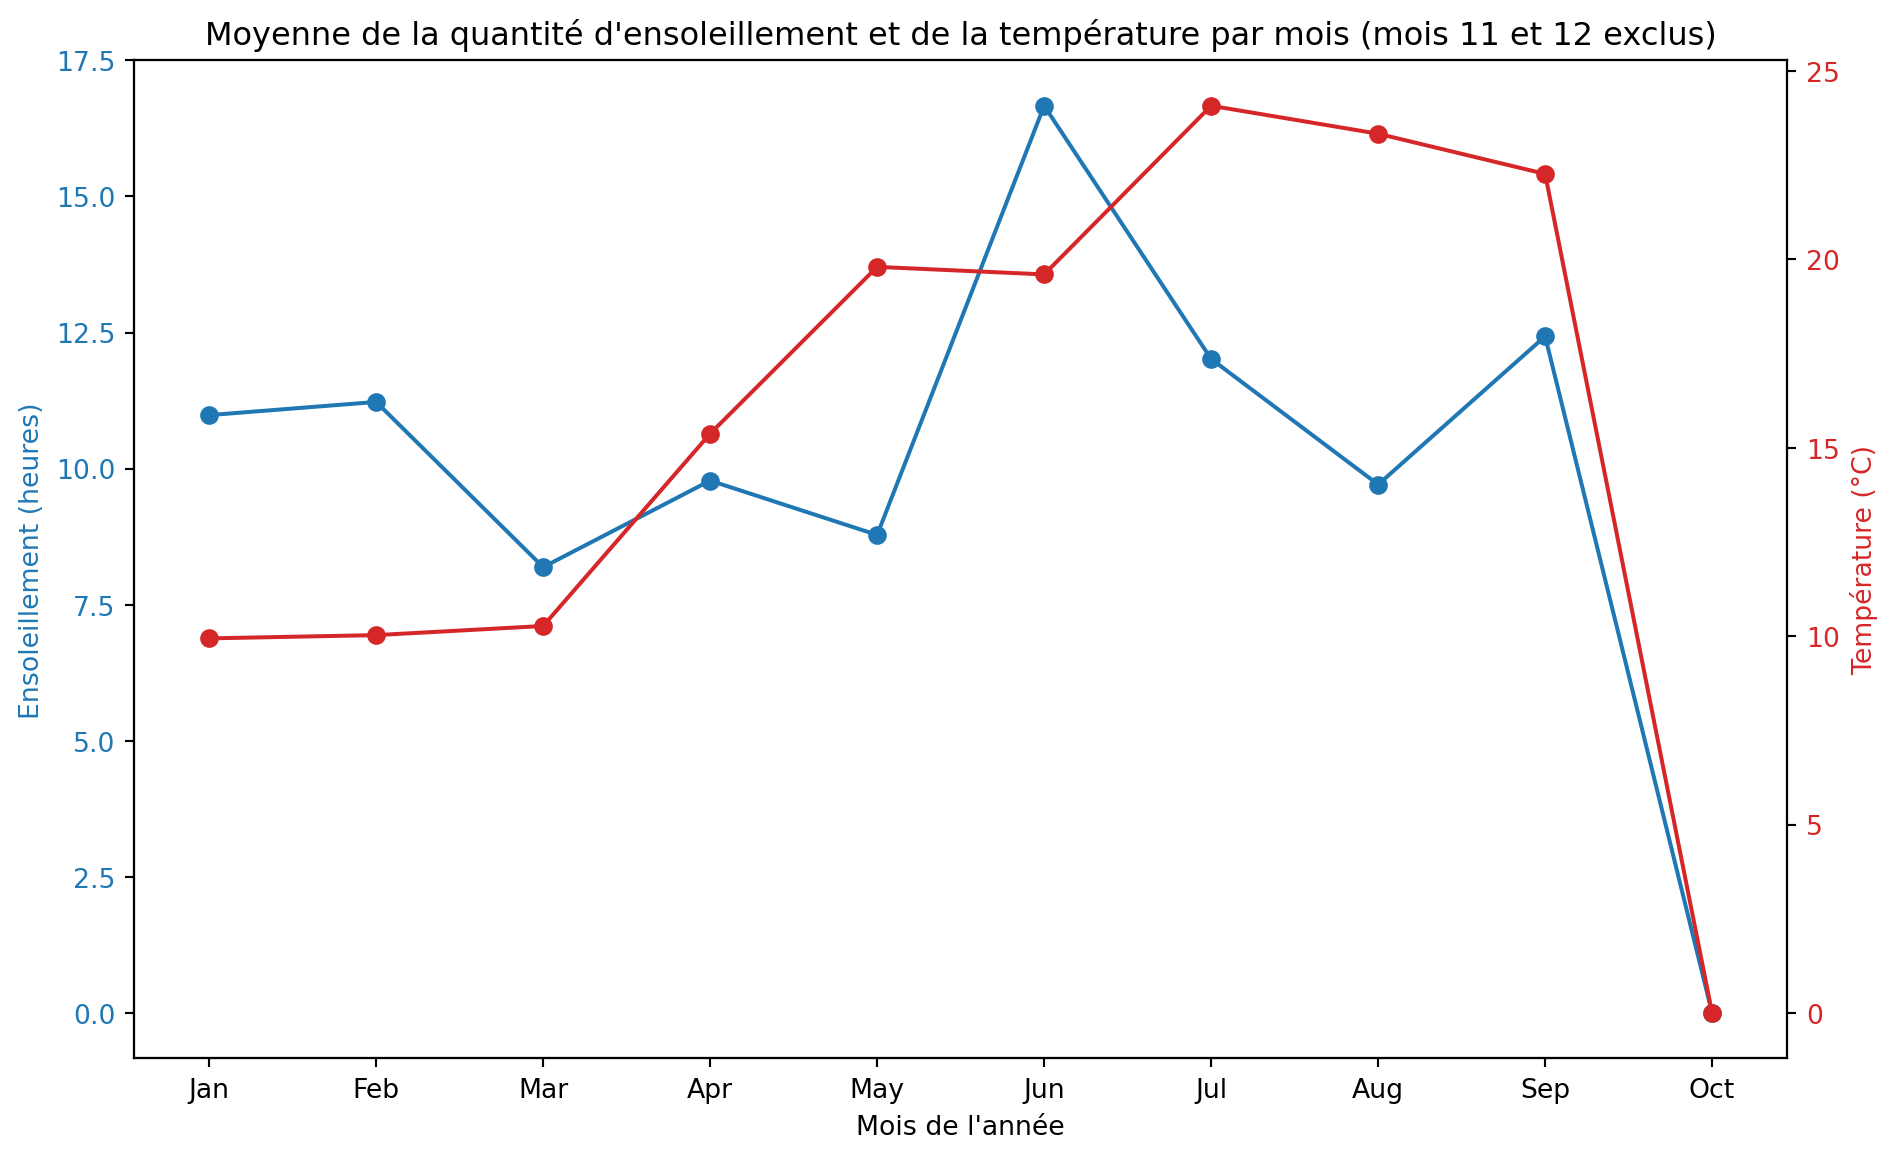 Moyenne de la quantité d'ensoleillement et de la température par mois (mois 11 et 12 exclus)
Ensoleillement (heures)
17.5
15.0
12.5
10.0
7.5
5.0
2.5
0.0
25
20
15
10
5
0
Température (°C)
Jan Feb Mar Apr May Jun Jul Aug Sep Oct
Mois de l'année